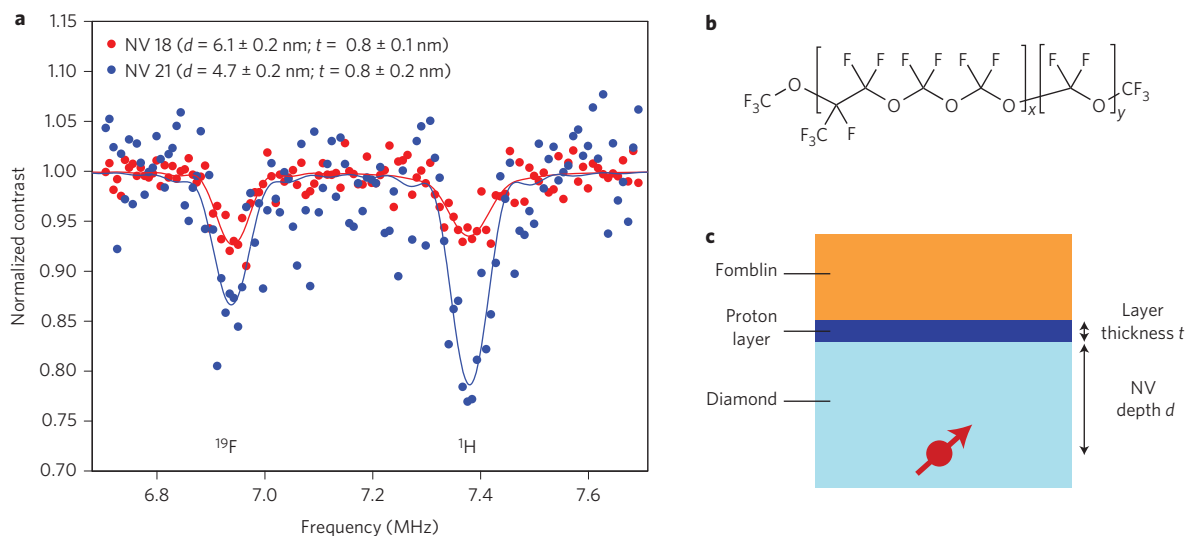 a
1.15
1.10
1.05
1.00
0.95
0.90
0.85
0.80
0.75
0.70
Normalized contrast
NV 18 (d = 6.1 ± 0.2 nm; t = 0.8 ± 0.1 nm)
NV 21 (d = 4.7 ± 0.2 nm; t = 0.8 ± 0.2 nm)
¹⁹F
¹H
6.8 7.0 7.2 7.4 7.6
Frequency (MHz)
b
F F F F F F F F F
F₃C O O O O x O y CF₃
F₃C F
c
Fomblin
Proton
layer
Diamond
Layer
thickness t
NV
depth d